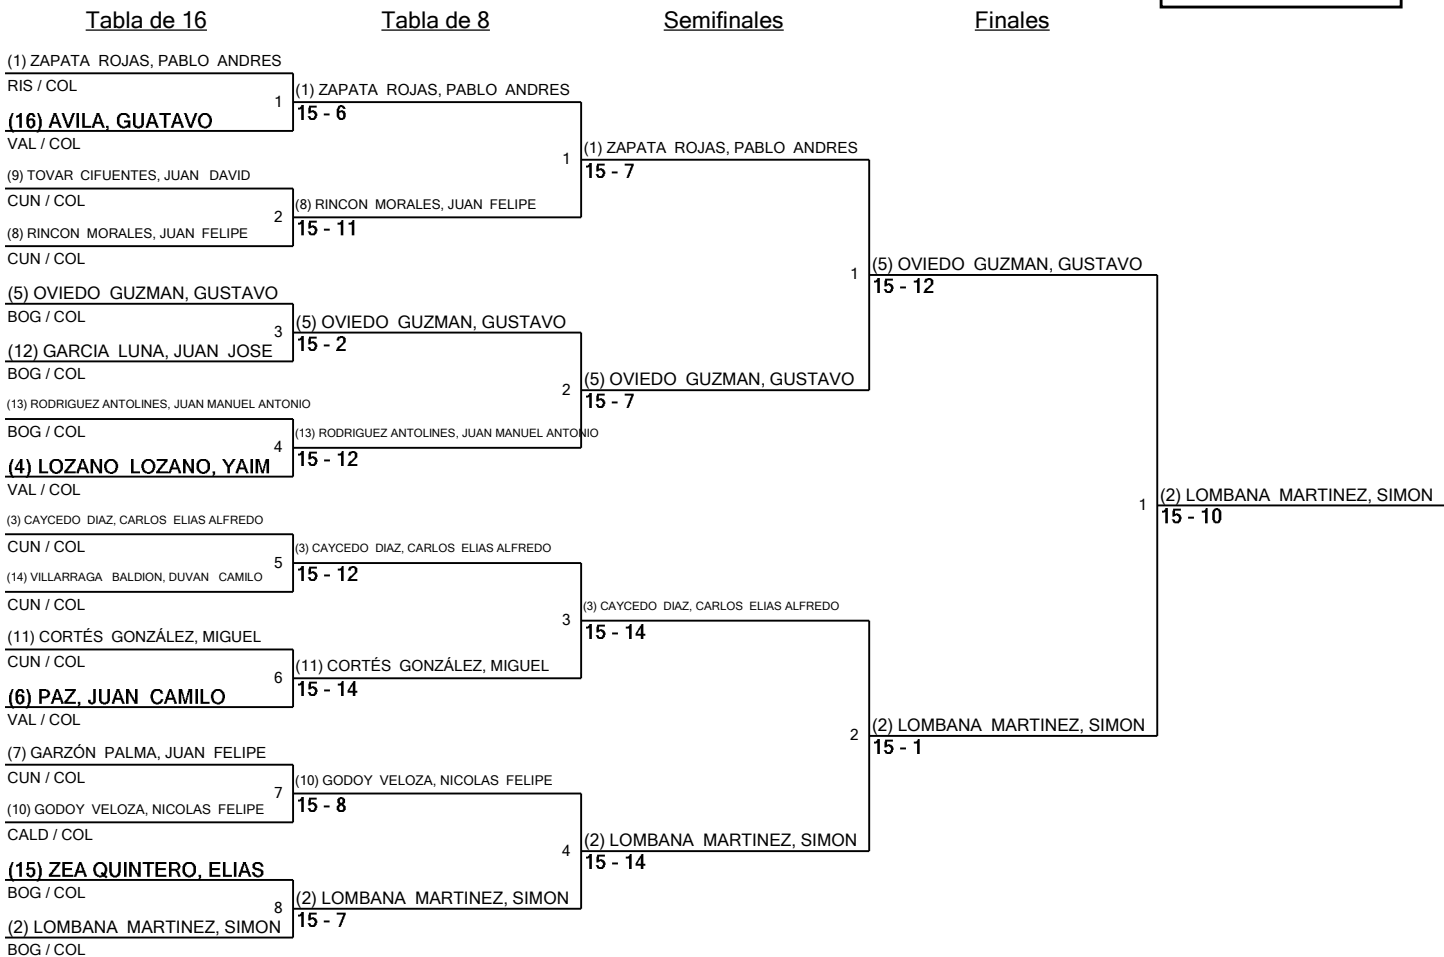 Tabla de 16
Tabla de 8
Semifinales
Finales
(1) ZAPATA ROJAS, PABLO ANDRES
RIS / COL
1
(16) AVILA, GUATAVO
VAL / COL
(9) TOVAR CIFUENTES, JUAN DAVID
CUN / COL
2
(8) RINCON MORALES, JUAN FELIPE
CUN / COL
(5) OVIEDO GUZMAN, GUSTAVO
BOG / COL
3
(12) GARCIA LUNA, JUAN JOSE
BOG / COL
(13) RODRIGUEZ ANTOLINES, JUAN MANUEL ANTONIO
BOG / COL
4
(4) LOZANO LOZANO, YAIM
VAL / COL
(3) CAYCEDO DIAZ, CARLOS ELIAS ALFREDO
CUN / COL
5
(14) VILLARRAGA BALDION, DUVAN CAMILO
CUN / COL
(11) CORTÉS GONZÁLEZ, MIGUEL
CUN / COL
6
(6) PAZ, JUAN CAMILO
VAL / COL
(7) GARZÓN PALMA, JUAN FELIPE
CUN / COL
7
(10) GODOY VELOZA, NICOLAS FELIPE
CALD / COL
(15) ZEA QUINTERO, ELIAS
BOG / COL
8
(2) LOMBANA MARTINEZ, SIMON
BOG / COL
(1) ZAPATA ROJAS, PABLO ANDRES
15 - 6
1
(8) RINCON MORALES, JUAN FELIPE
15 - 11
(5) OVIEDO GUZMAN, GUSTAVO
15 - 2
2
(13) RODRIGUEZ ANTOLINES, JUAN MANUEL ANTONIO
15 - 12
(3) CAYCEDO DIAZ, CARLOS ELIAS ALFREDO
15 - 12
3
(11) CORTÉS GONZÁLEZ, MIGUEL
15 - 14
(10) GODOY VELOZA, NICOLAS FELIPE
15 - 8
4
(2) LOMBANA MARTINEZ, SIMON
15 - 7
(1) ZAPATA ROJAS, PABLO ANDRES
15 - 7
1
(5) OVIEDO GUZMAN, GUSTAVO
15 - 7
(3) CAYCEDO DIAZ, CARLOS ELIAS ALFREDO
15 - 14
2
(2) LOMBANA MARTINEZ, SIMON
15 - 14
(5) OVIEDO GUZMAN, GUSTAVO
15 - 12
1
(2) LOMBANA MARTINEZ, SIMON
15 - 1
(2) LOMBANA MARTINEZ, SIMON
15 - 10